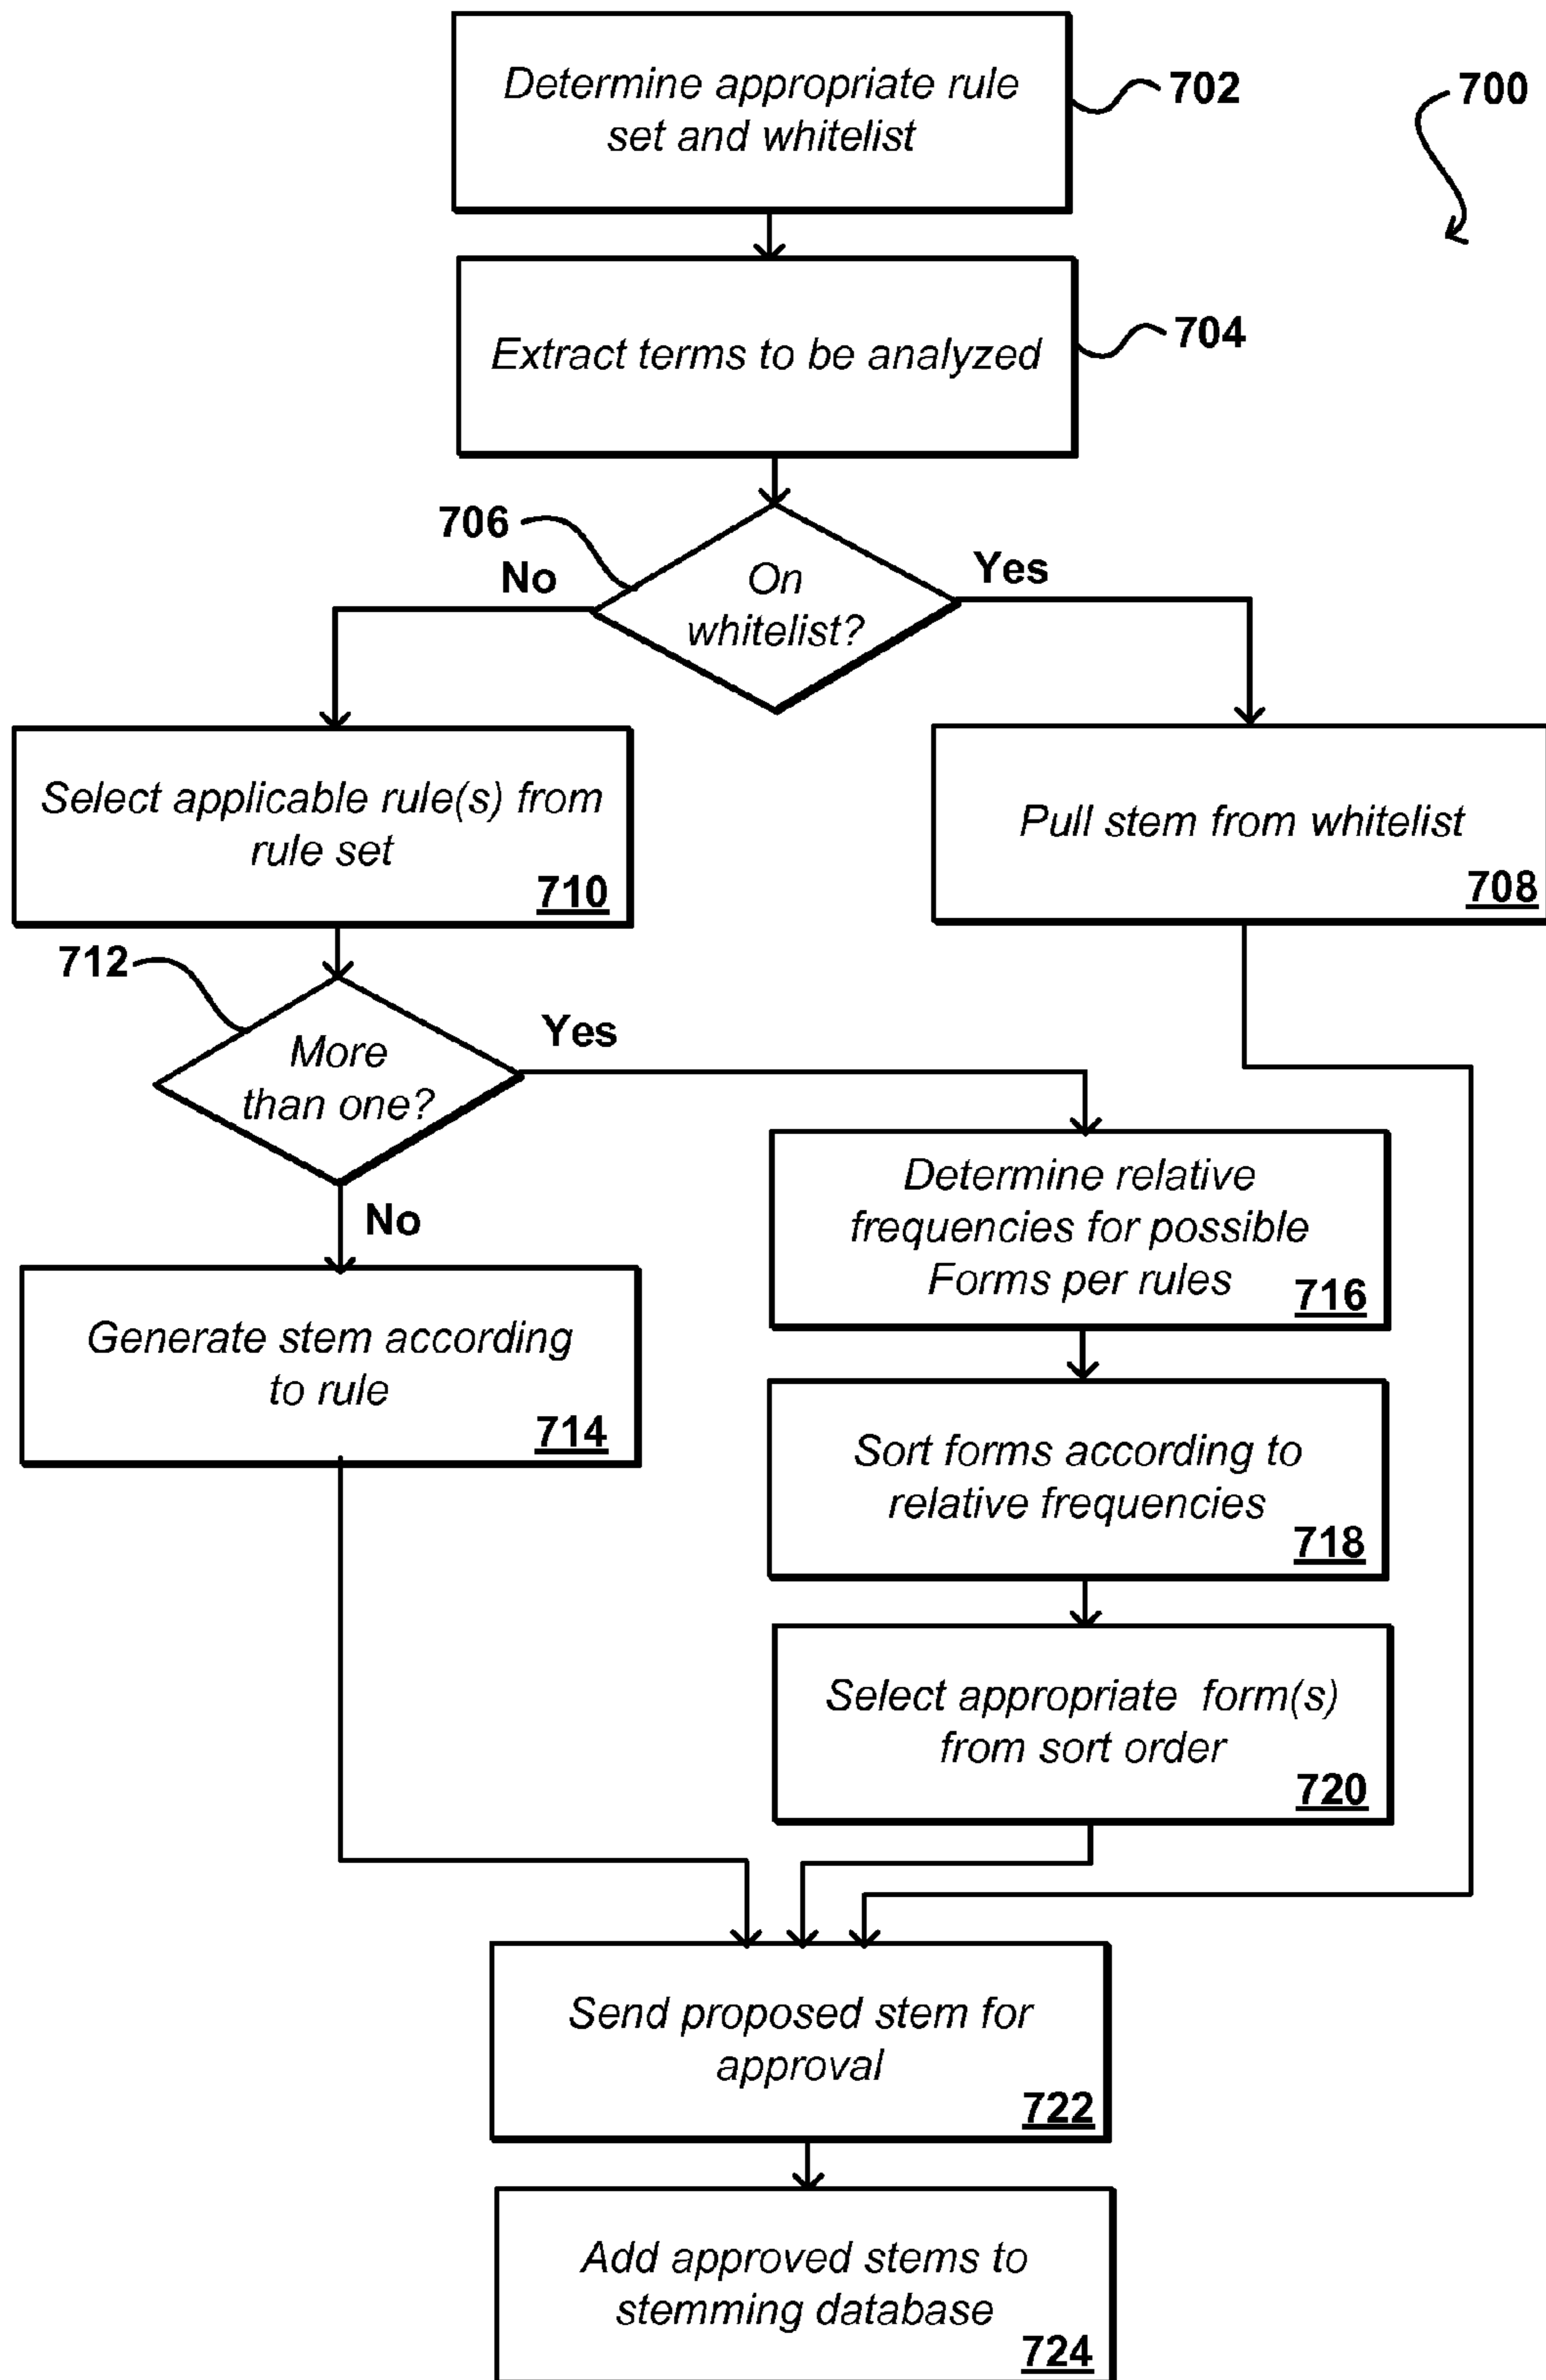 Determine appropriate rule
set and whitelist
702
700
Extract terms to be analyzed
704
706
No
On
whitelist?
Yes
Select applicable rule(s) from
rule set
710
Pull stem from whitelist
708
712
More
than one?
Yes
No
Determine relative
frequencies for possible
Forms per rules
716
Generate stem according
to rule
714
Sort forms according to
relative frequencies
718
Select appropriate form(s)
from sort order
720
Send proposed stem for
approval
722
Add approved stems to
stemming database
724